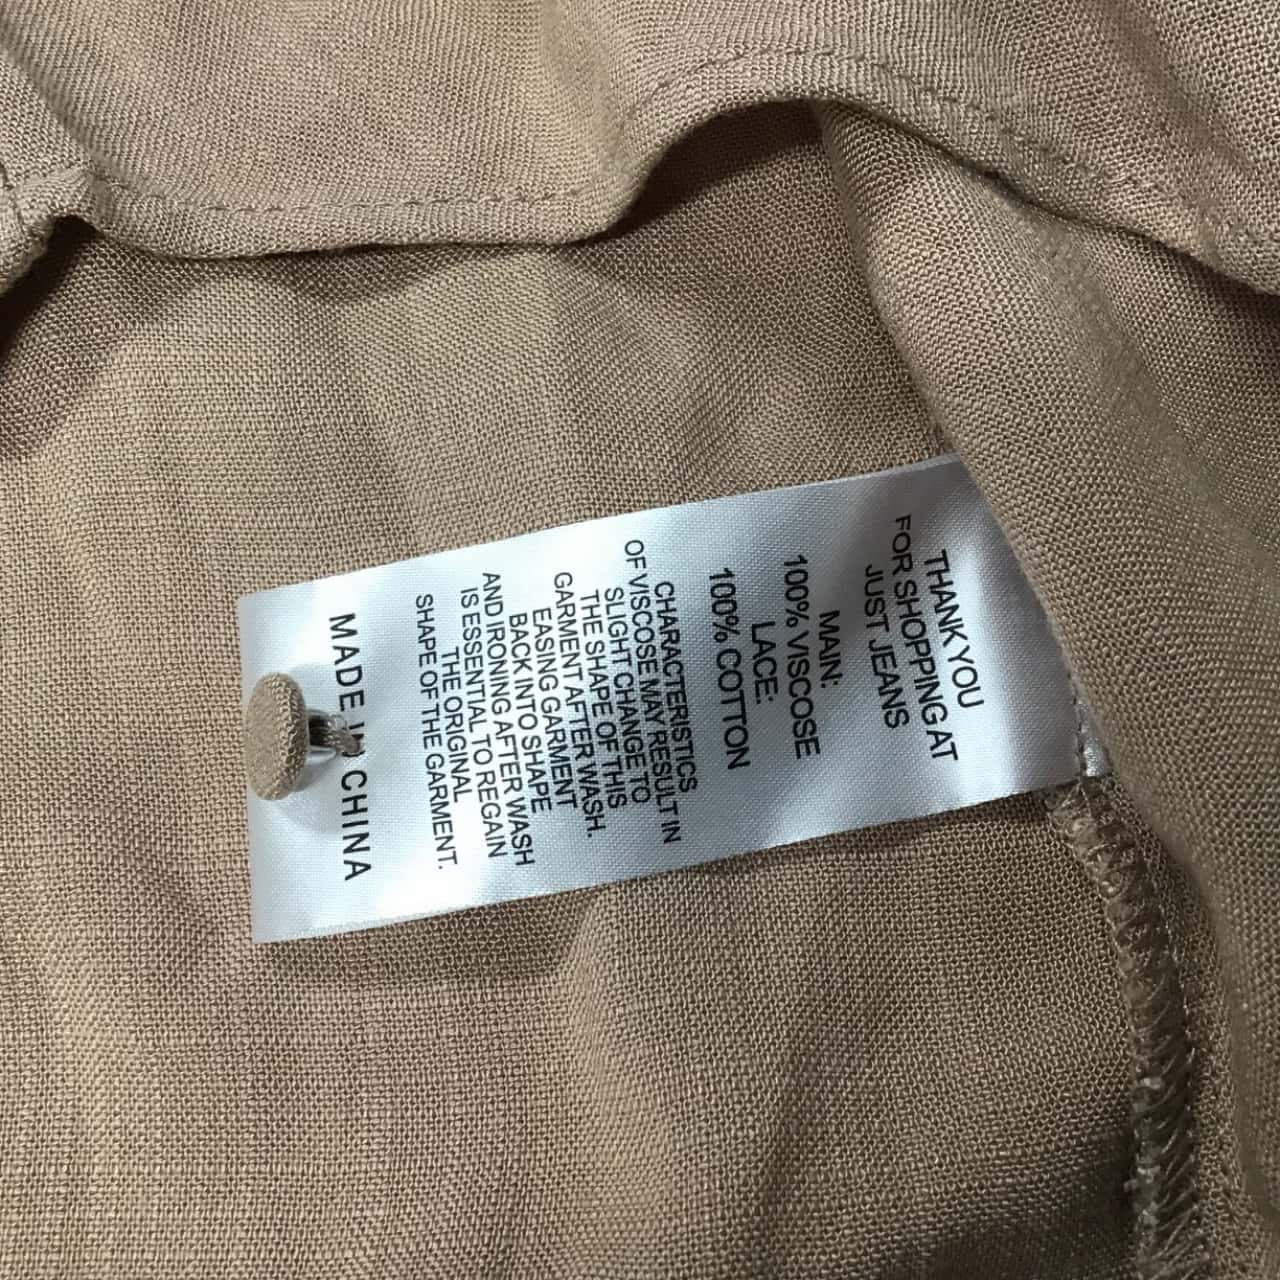 THANK YOU
FOR SHOPPING AT
JUST JEANS
MAIN:
100% VISCOSE
LACE:
100% COTTON
CHARACTERISTICS
OF VISCOSE MAY RESULT IN
SLIGHT CHANGE TO
THE SHAPE OF THIS
GARMENT AFTER WASH.
EASING GARMENT
BACK INTO SHAPE
AND IRONING AFTER WASH
IS ESSENTIAL TO REGAIN
THE ORIGINAL
SHAPE OF THE GARMENT.
MADE IN CHINA